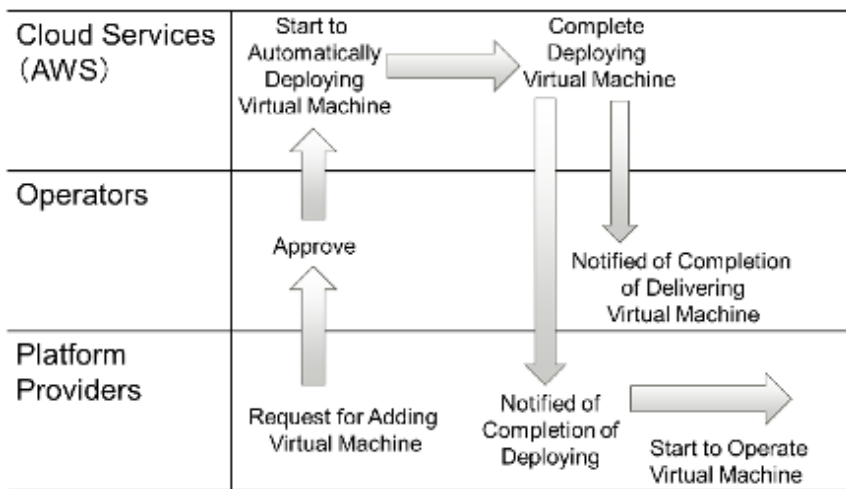 Cloud Services
(AWS)
Start to
Automatically
Deploying
Virtual Machine
Complete
Deploying
Virtual Machine
Operators
Approve
Notified of Completion
of Delivering
Virtual Machine
Platform
Providers
Request for Adding
Virtual Machine
Notified of
Completion of
Deploying
Start to Operate
Virtual Machine